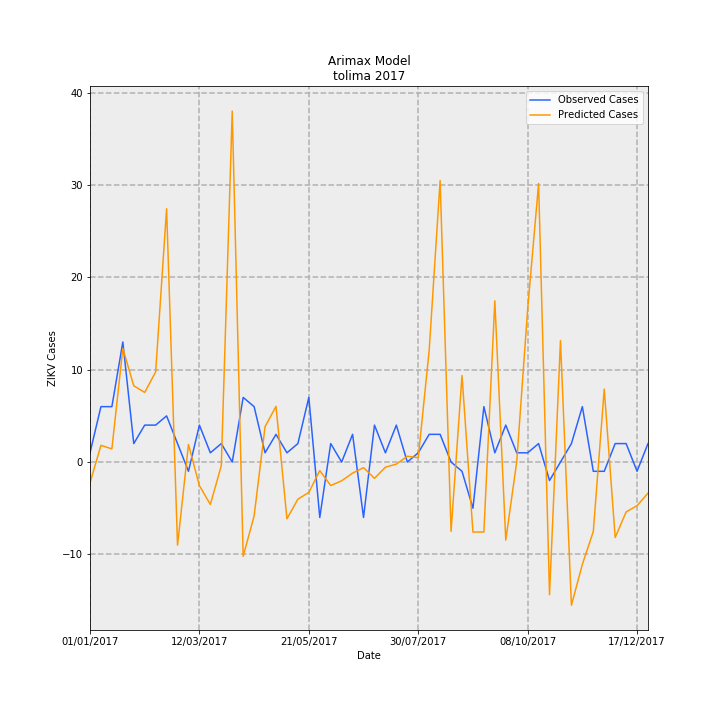 Arimax Model
tolima 2017
Observed Cases
Predicted Cases
40
30
20
10
0
−10
ZIKV Cases
01/01/2017 12/03/2017 21/05/2017 30/07/2017 08/10/2017 17/12/2017
Date